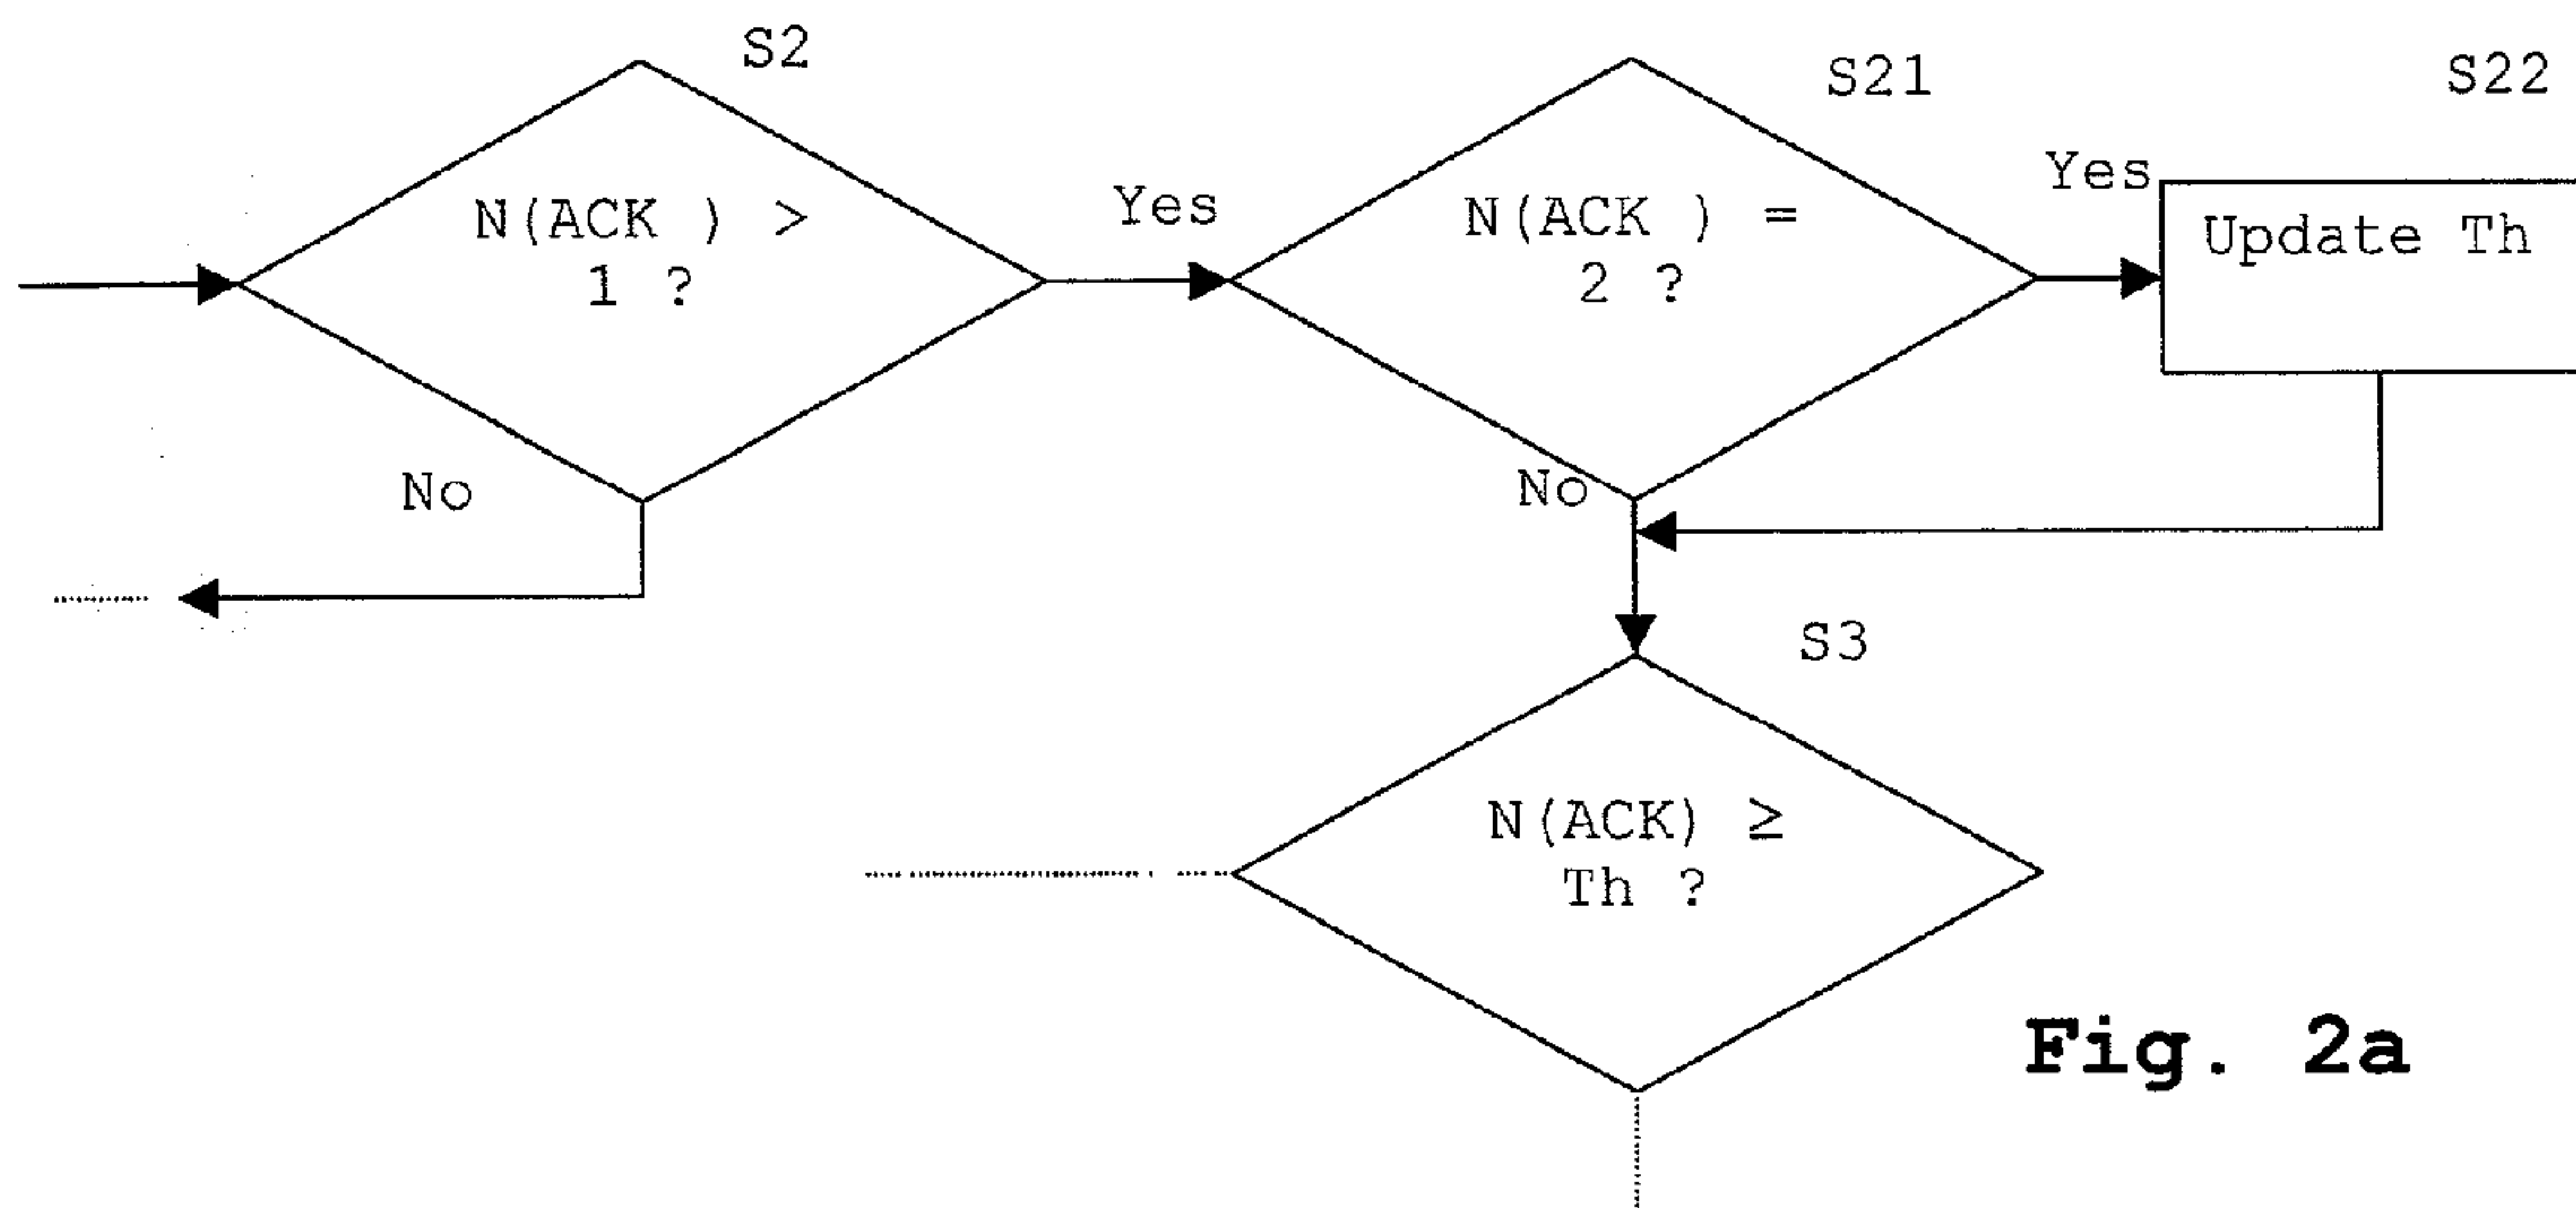 S2
N(ACK ) >
1 ?
Yes
No
S21
N(ACK ) =
2 ?
Yes
No
S22
Update Th
S3
N(ACK) ≥
Th ?
Fig. 2a